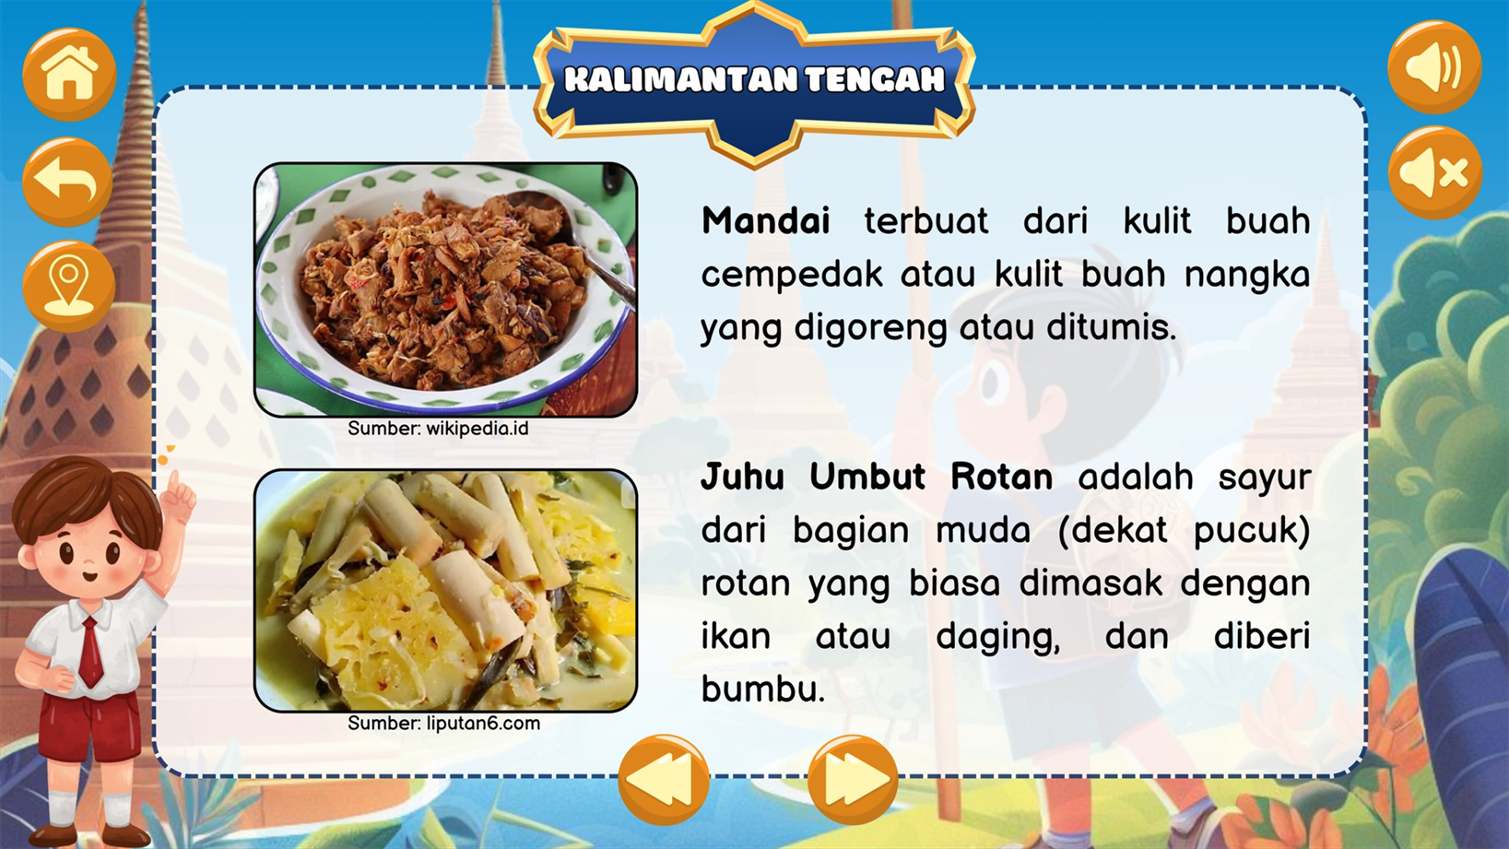 KALIMANTAN TENGAH
Mandai terbuat dari kulit buah
cempedak atau kulit buah nangka
yang digoreng atau ditumis.
Sumber: wikipedia.id
Juhu Umbut Rotan adalah sayur
dari bagian muda (dekat pucuk)
rotan yang biasa dimasak dengan
ikan atau daging, dan diberi
bumbu.
Sumber: liputan6.com